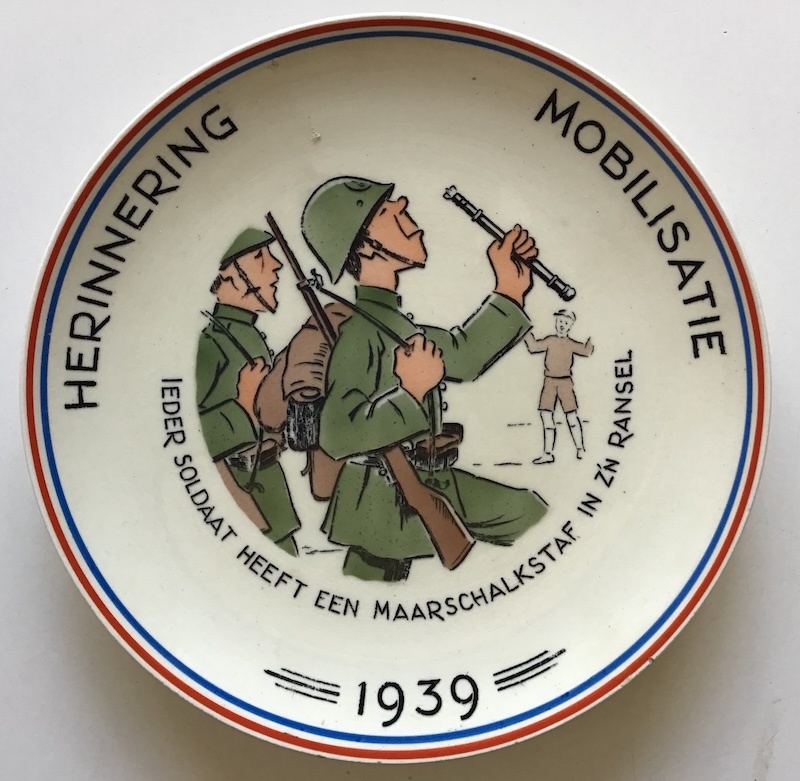 HERINNERING MOBILISATIE
IEDER SOLDAAT HEEFT EEN MAARSCHALKSTAF IN Z'N RANSEL
1939